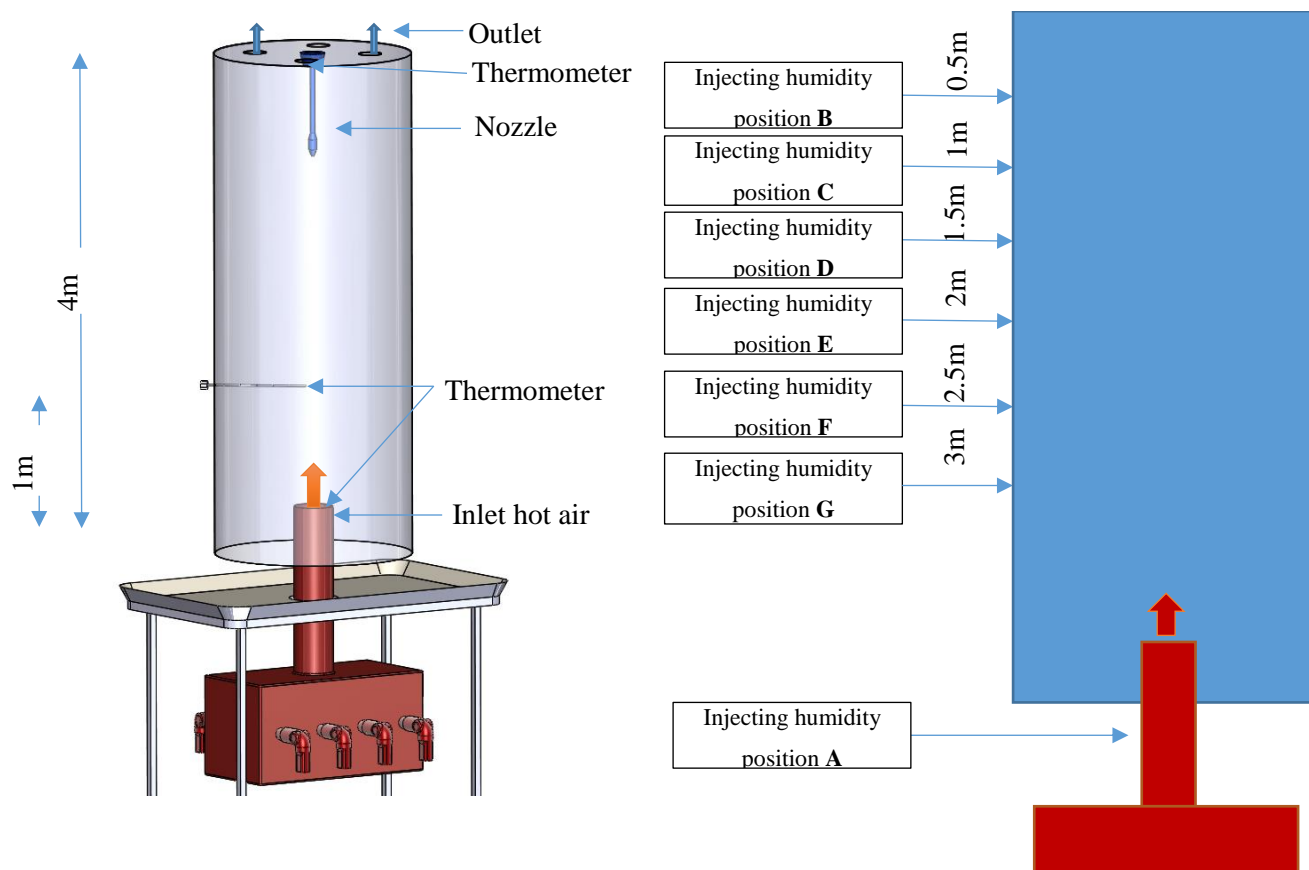 Outlet
Thermometer
Nozzle
4m
Thermometer
1m
Inlet hot air
Injecting humidity
position B
0.5m
Injecting humidity
position C
1m
Injecting humidity
position D
1.5m
Injecting humidity
position E
2m
Injecting humidity
position F
2.5m
Injecting humidity
position G
3m
Injecting humidity
position A